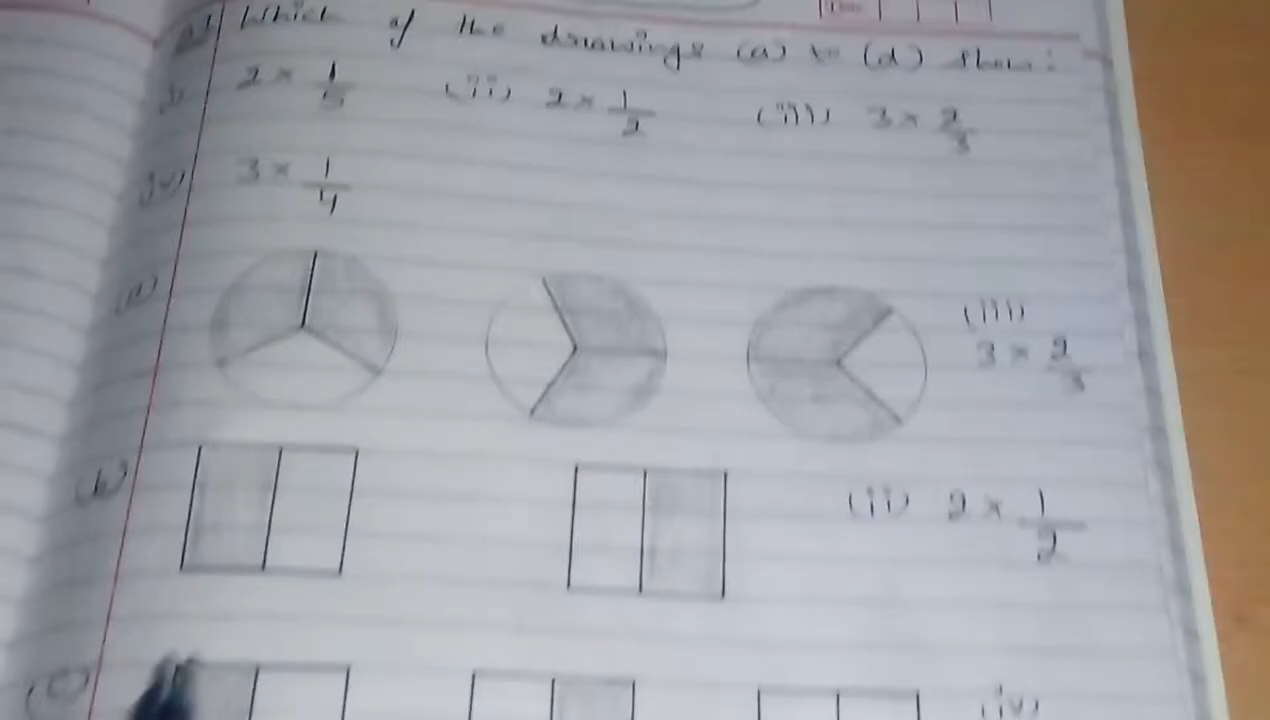 Q1 Which of the drawings (a) to (d) show:
(i) 2 × 1/5 (ii) 2 × 1/2 (iii) 3 × 2/3
(iv) 3 × 1/4
(a) (iii)
3 × 2/3
(b) (ii) 2 × 1/2
(c) (iv)